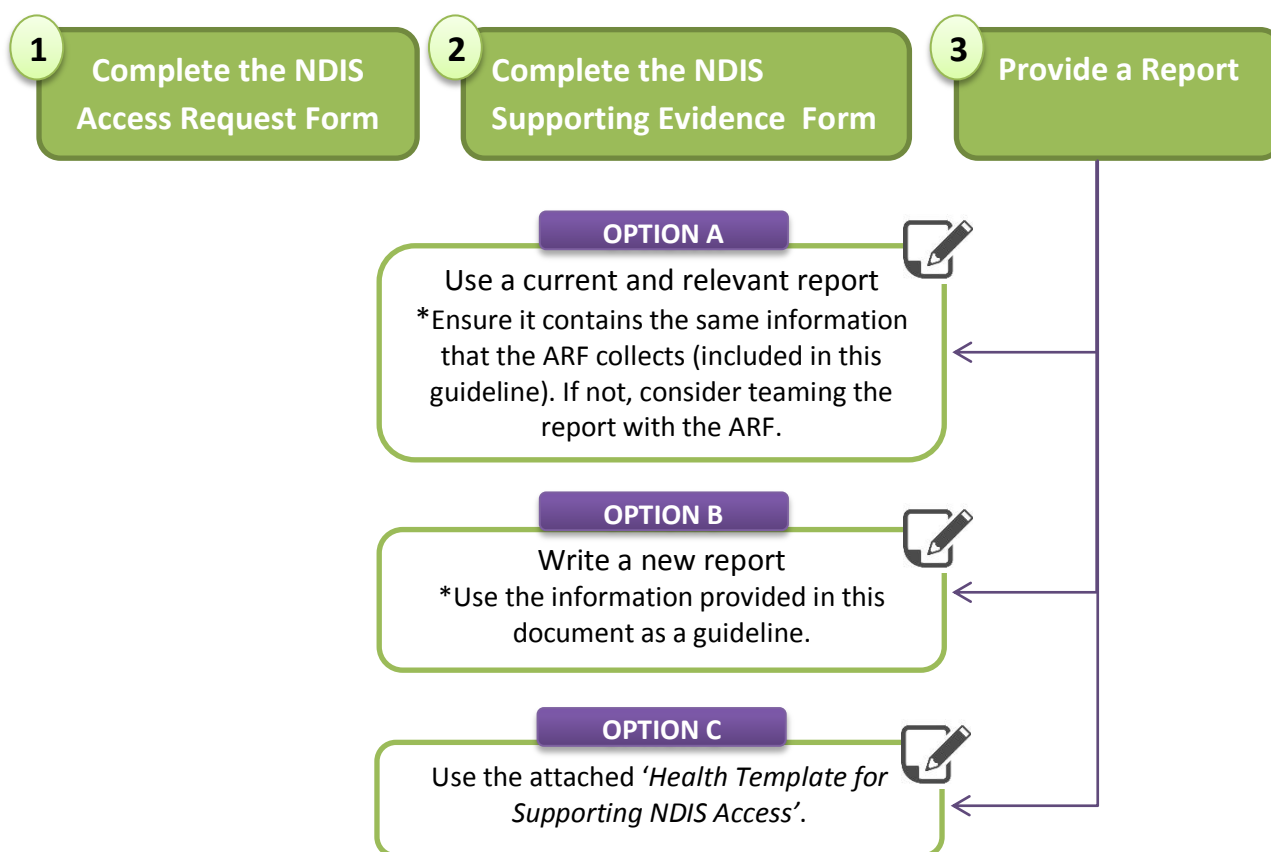 1
Complete the NDIS
Access Request Form
2
Complete the NDIS
Supporting Evidence Form
3
Provide a Report
OPTION A
Use a current and relevant report
*Ensure it contains the same information
that the ARF collects (included in this
guideline). If not, consider teaming the
report with the ARF.
OPTION B
Write a new report
*Use the information provided in this
document as a guideline.
OPTION C
Use the attached ‘Health Template for
Supporting NDIS Access’.